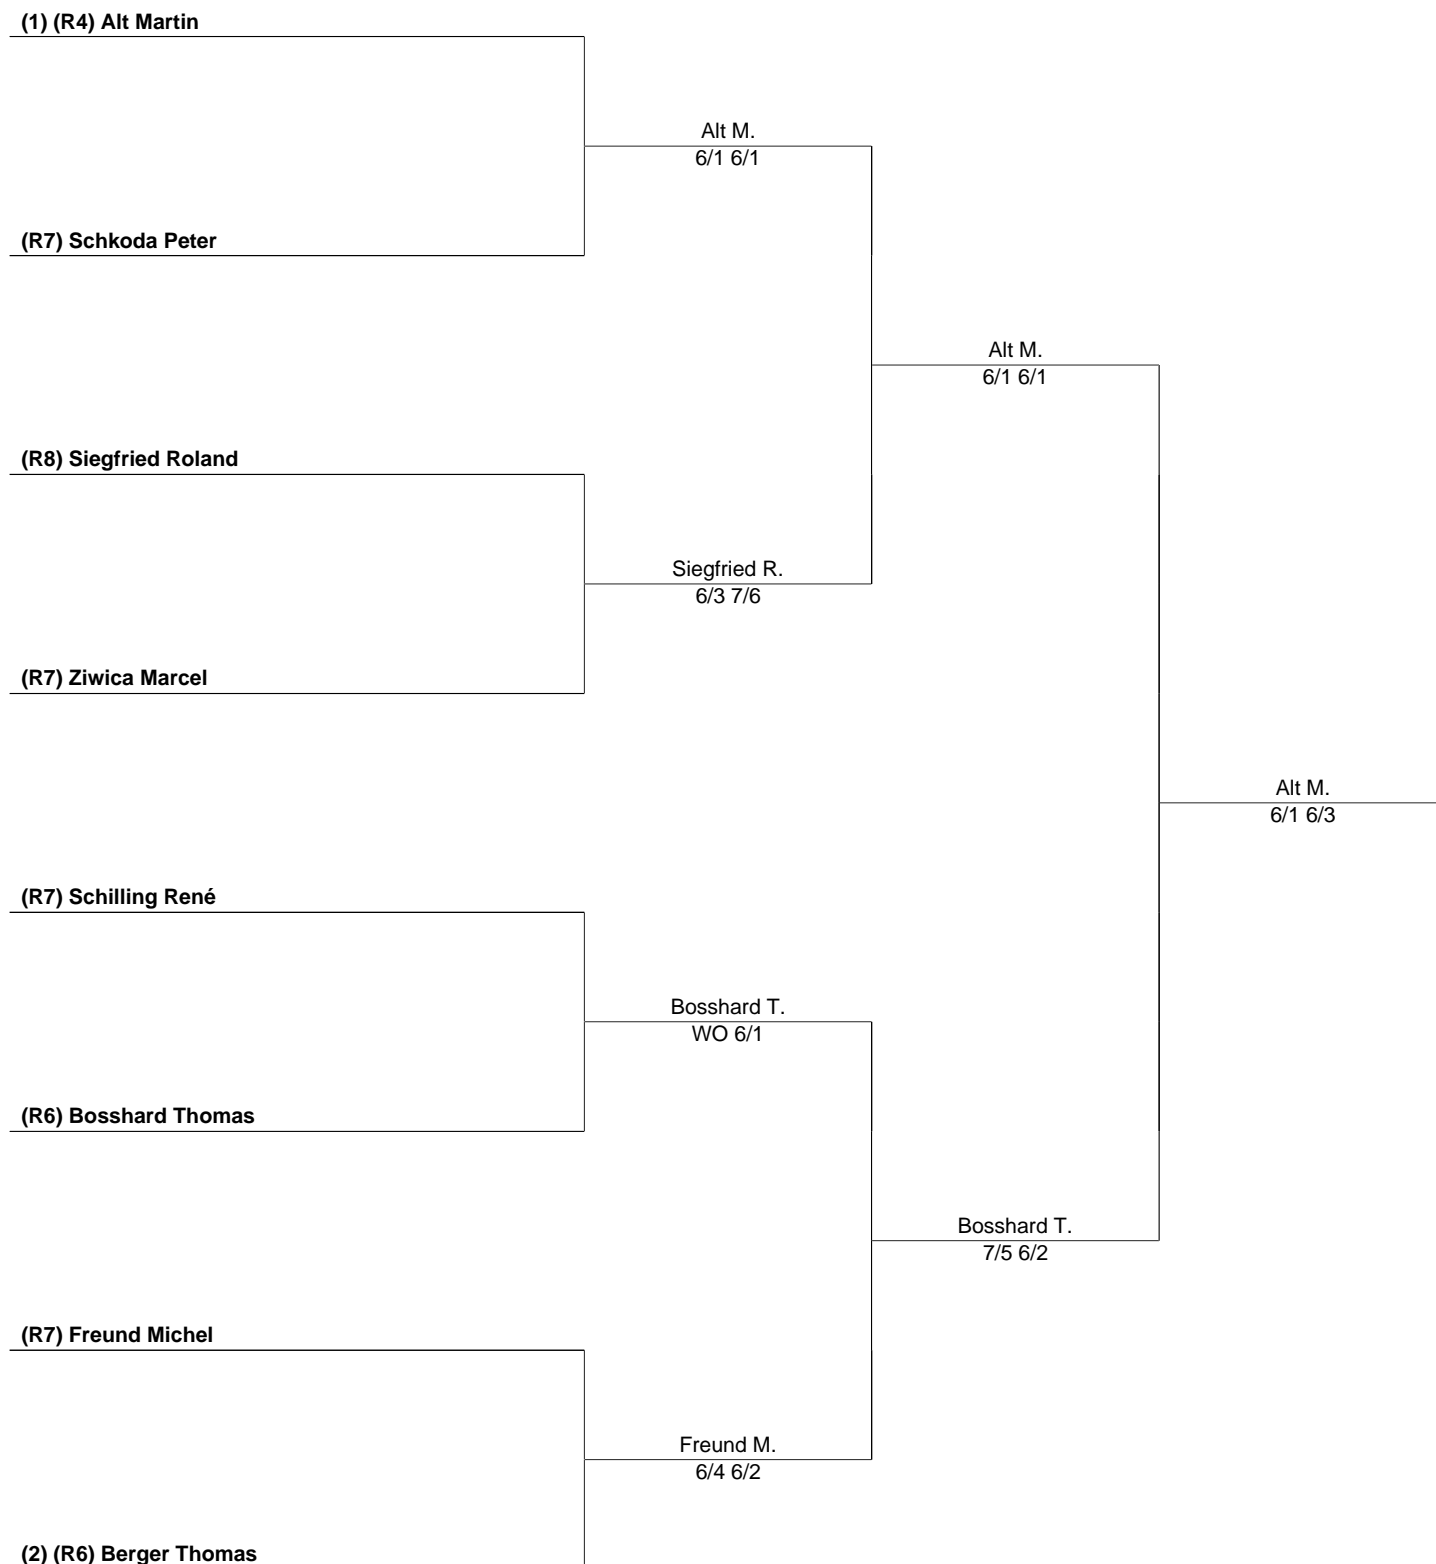 (1) (R4) Alt Martin
Alt M.
6/1 6/1
(R7) Schkoda Peter
Alt M.
6/1 6/1
(R8) Siegfried Roland
Siegfried R.
6/3 7/6
(R7) Ziwica Marcel
Alt M.
6/1 6/3
(R7) Schilling René
Bosshard T.
WO 6/1
(R6) Bosshard Thomas
Bosshard T.
7/5 6/2
(R7) Freund Michel
Freund M.
6/4 6/2
(2) (R6) Berger Thomas